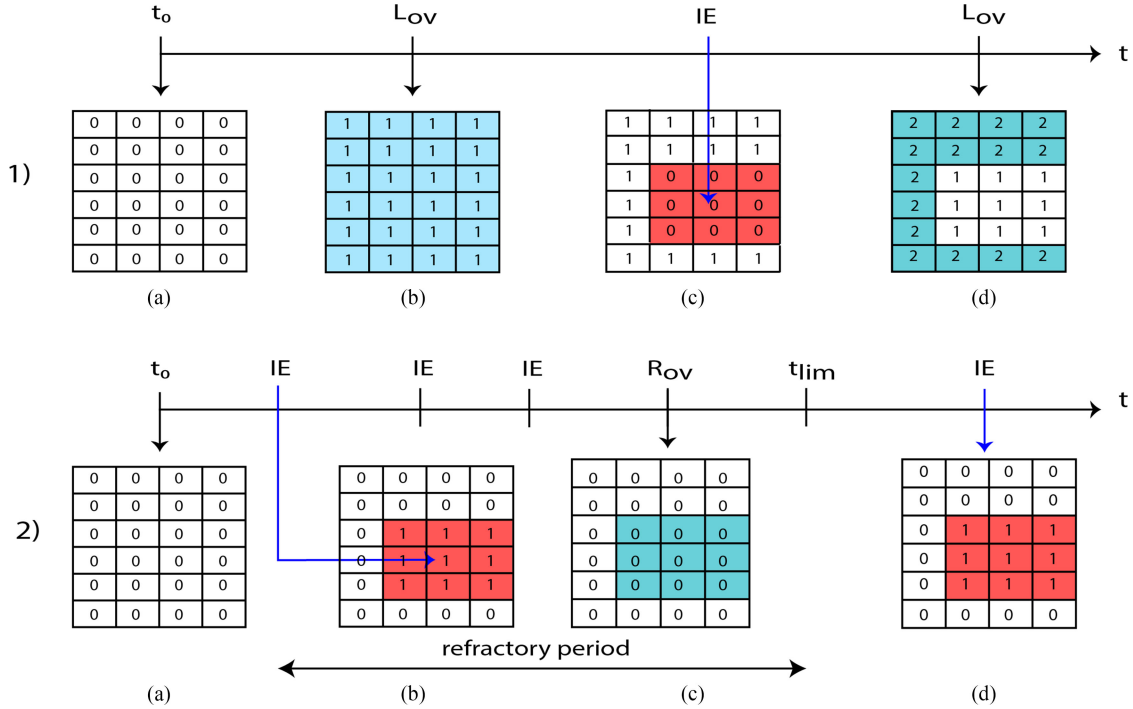 tₒ Lov IE Lov
t
1)
0 0 0 0 1 1 1 1 1 1 1 1 2 2 2 2
0 0 0 0 1 1 1 1 1 1 1 1 2 2 2 2
0 0 0 0 1 1 1 1 1 0 0 0 2 1 1 1
0 0 0 0 1 1 1 1 1 0 0 0 2 1 1 1
0 0 0 0 1 1 1 1 1 0 0 0 2 1 1 1
0 0 0 0 1 1 1 1 1 1 1 1 2 2 2 2
(a) (b) (c) (d)
tₒ IE IE IE Rov tlim IE
t
2)
0 0 0 0 0 0 0 0 0 0 0 0 0 0 0 0
0 0 0 0 0 0 0 0 0 0 0 0 0 0 0 0
0 0 0 0 0 1 1 1 0 0 0 0 0 1 1 1
0 0 0 0 0 1 1 1 0 0 0 0 0 1 1 1
0 0 0 0 0 1 1 1 0 0 0 0 0 1 1 1
0 0 0 0 0 0 0 0 0 0 0 0 0 0 0 0
refractory period
(a) (b) (c) (d)